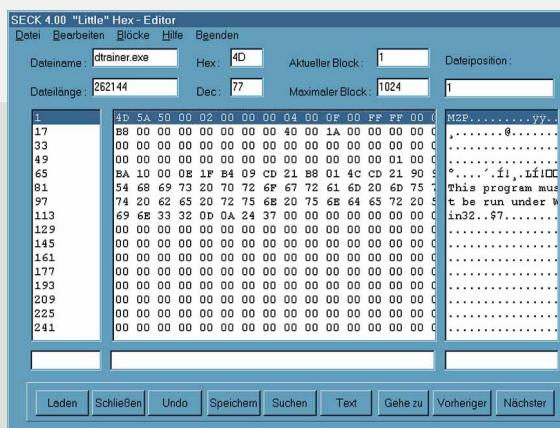 SECK 4.00 "Little" Hex - Editor
Datei Bearbeiten Blöcke Hilfe Beenden
Dateiname : dtrainer.exe Hex : 4D Aktueller Block : 1 Dateiposition :
Dateilänge : 262144 Dec : 77 Maximaler Block : 1024 1
1 4D 5A 50 00 02 00 00 00 04 00 0F 00 FF FF 00 MZP.........ÿÿ..
17 B8 00 00 00 00 00 00 00 40 00 1A 00 00 00 00 ¸.......@.......
33 00 00 00 00 00 00 00 00 00 00 00 00 00 00 00 ................
49 00 00 00 00 00 00 00 00 00 00 00 00 00 01 00 ................
65 BA 10 00 0E 1F B4 09 CD 21 B8 01 4C CD 21 90 º....´.Í!¸.LÍ!
81 54 68 69 73 20 70 72 6F 67 72 61 6D 20 6D 75 This program mus
97 74 20 62 65 20 72 75 6E 20 75 6E 64 65 72 20 t be run under W
113 69 6E 33 32 0D 0A 24 37 00 00 00 00 00 00 00 in32..$7........
129 00 00 00 00 00 00 00 00 00 00 00 00 00 00 00 ................
145 00 00 00 00 00 00 00 00 00 00 00 00 00 00 00 ................
161 00 00 00 00 00 00 00 00 00 00 00 00 00 00 00 ................
177 00 00 00 00 00 00 00 00 00 00 00 00 00 00 00 ................
193 00 00 00 00 00 00 00 00 00 00 00 00 00 00 00 ................
209 00 00 00 00 00 00 00 00 00 00 00 00 00 00 00 ................
225 00 00 00 00 00 00 00 00 00 00 00 00 00 00 00 ................
241 00 00 00 00 00 00 00 00 00 00 00 00 00 00 00 ................
Laden Schließen Undo Speichern Suchen Text Gehe zu Vorheriger Nächster